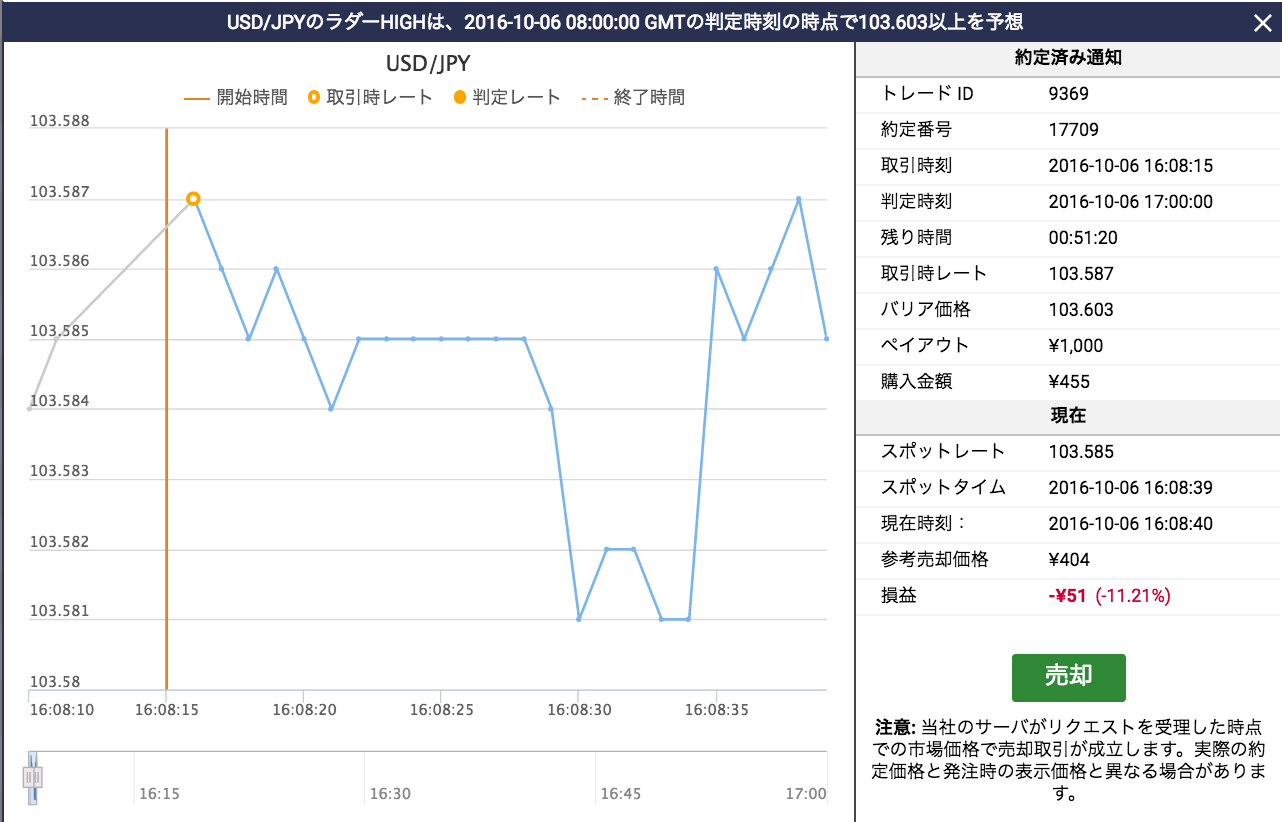 USD/JPYのラダーHIGHは、2016-10-06 08:00:00 GMTの判定時刻の時点で103.603以上を予想
USD/JPY
開始時間 取引時レート 判定レート 終了時間
103.588
103.587
103.586
103.585
103.584
103.583
103.582
103.581
103.58
16:08:10 16:08:15 16:08:20 16:08:25 16:08:30 16:08:35
16:15 16:30 16:45 17:00
約定済み通知
トレード ID 9369
約定番号 17709
取引時刻 2016-10-06 16:08:15
判定時刻 2016-10-06 17:00:00
残り時間 00:51:20
取引時レート 103.587
バリア価格 103.603
ペイアウト ¥1,000
購入金額 ¥455
現在
スポットレート 103.585
スポットタイム 2016-10-06 16:08:39
現在時刻： 2016-10-06 16:08:40
参考売却価格 ¥404
損益 -¥51 (-11.21%)
売却
注意: 当社のサーバがリクエストを受理した時点
での市場価格で売却取引が成立します。実際の約
定価格と発注時の表示価格と異なる場合がありま
す。